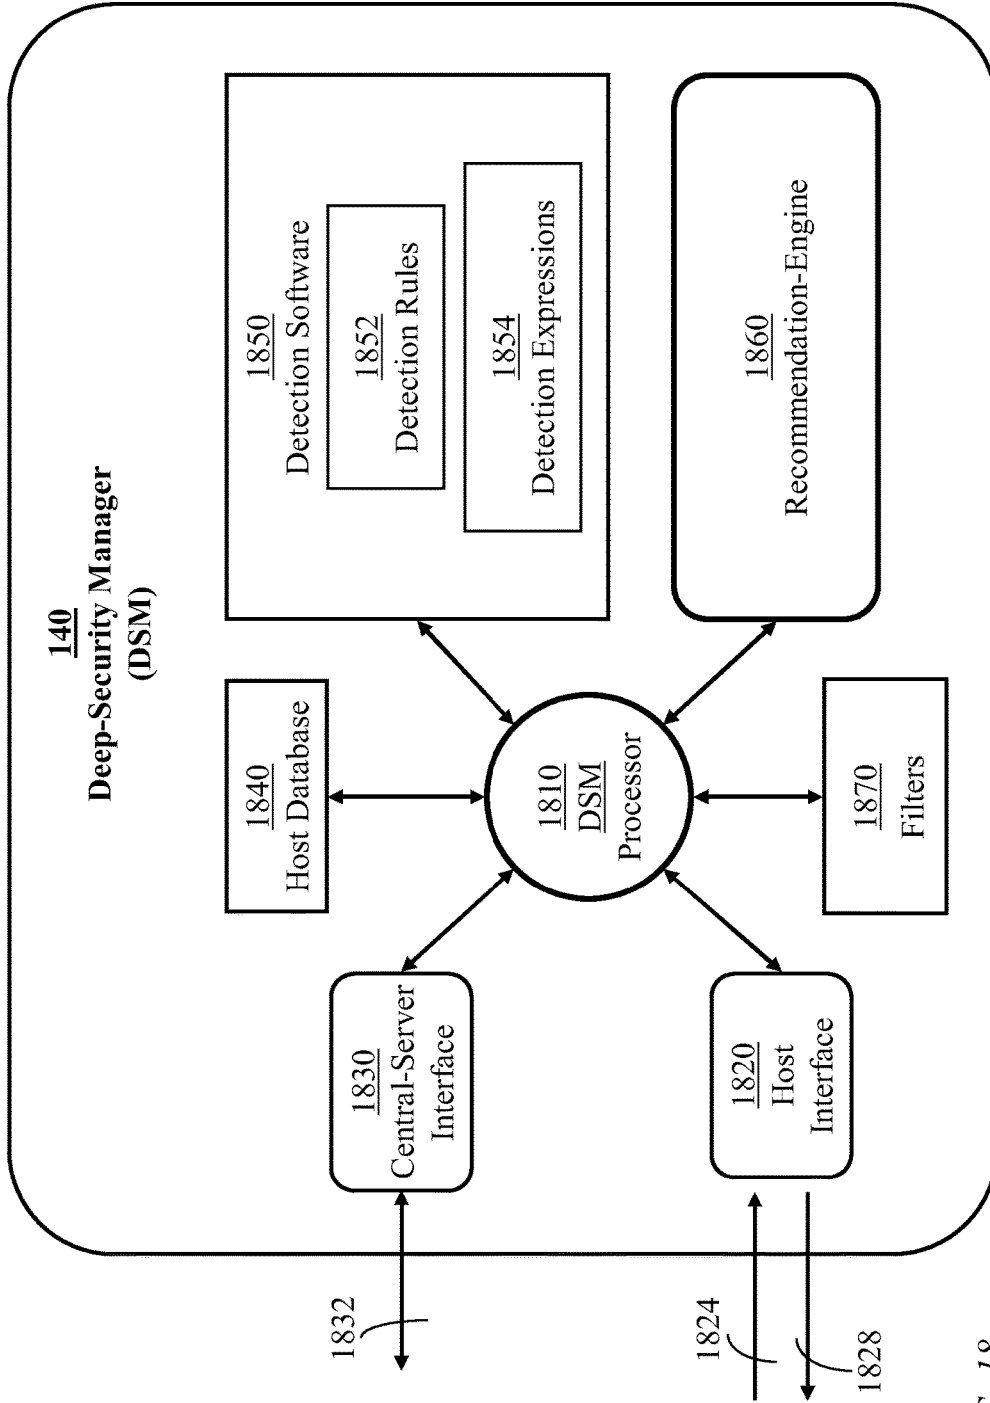 140
Deep-Security Manager
(DSM)
1830
Central-Server
Interface
1840
Host Database
1850
Detection Software
1852
Detection Rules
1854
Detection Expressions
1810
DSM
Processor
1820
Host
Interface
1870
Filters
1860
Recommendation-Engine
1832
1824
1828
18